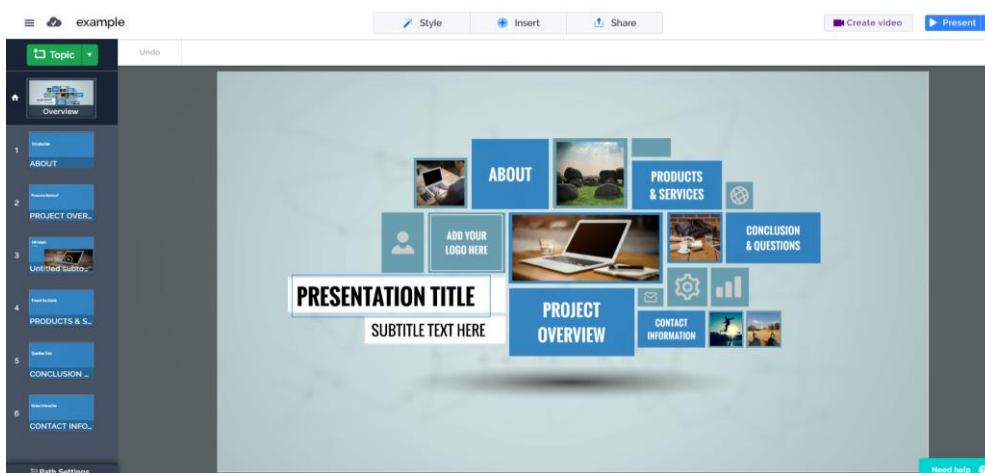 example
Style
Insert
Share
Create video
Present
Topic
Undo
Overview
1
ABOUT
2
PROJECT OVER...
3
Untitled subto...
4
PRODUCTS & S...
5
CONCLUSION ...
6
CONTACT INFO...
Path Settings
ABOUT
PRODUCTS
& SERVICES
ADD YOUR
LOGO HERE
CONCLUSION
& QUESTIONS
PRESENTATION TITLE
SUBTITLE TEXT HERE
PROJECT
OVERVIEW
CONTACT
INFORMATION
Need help